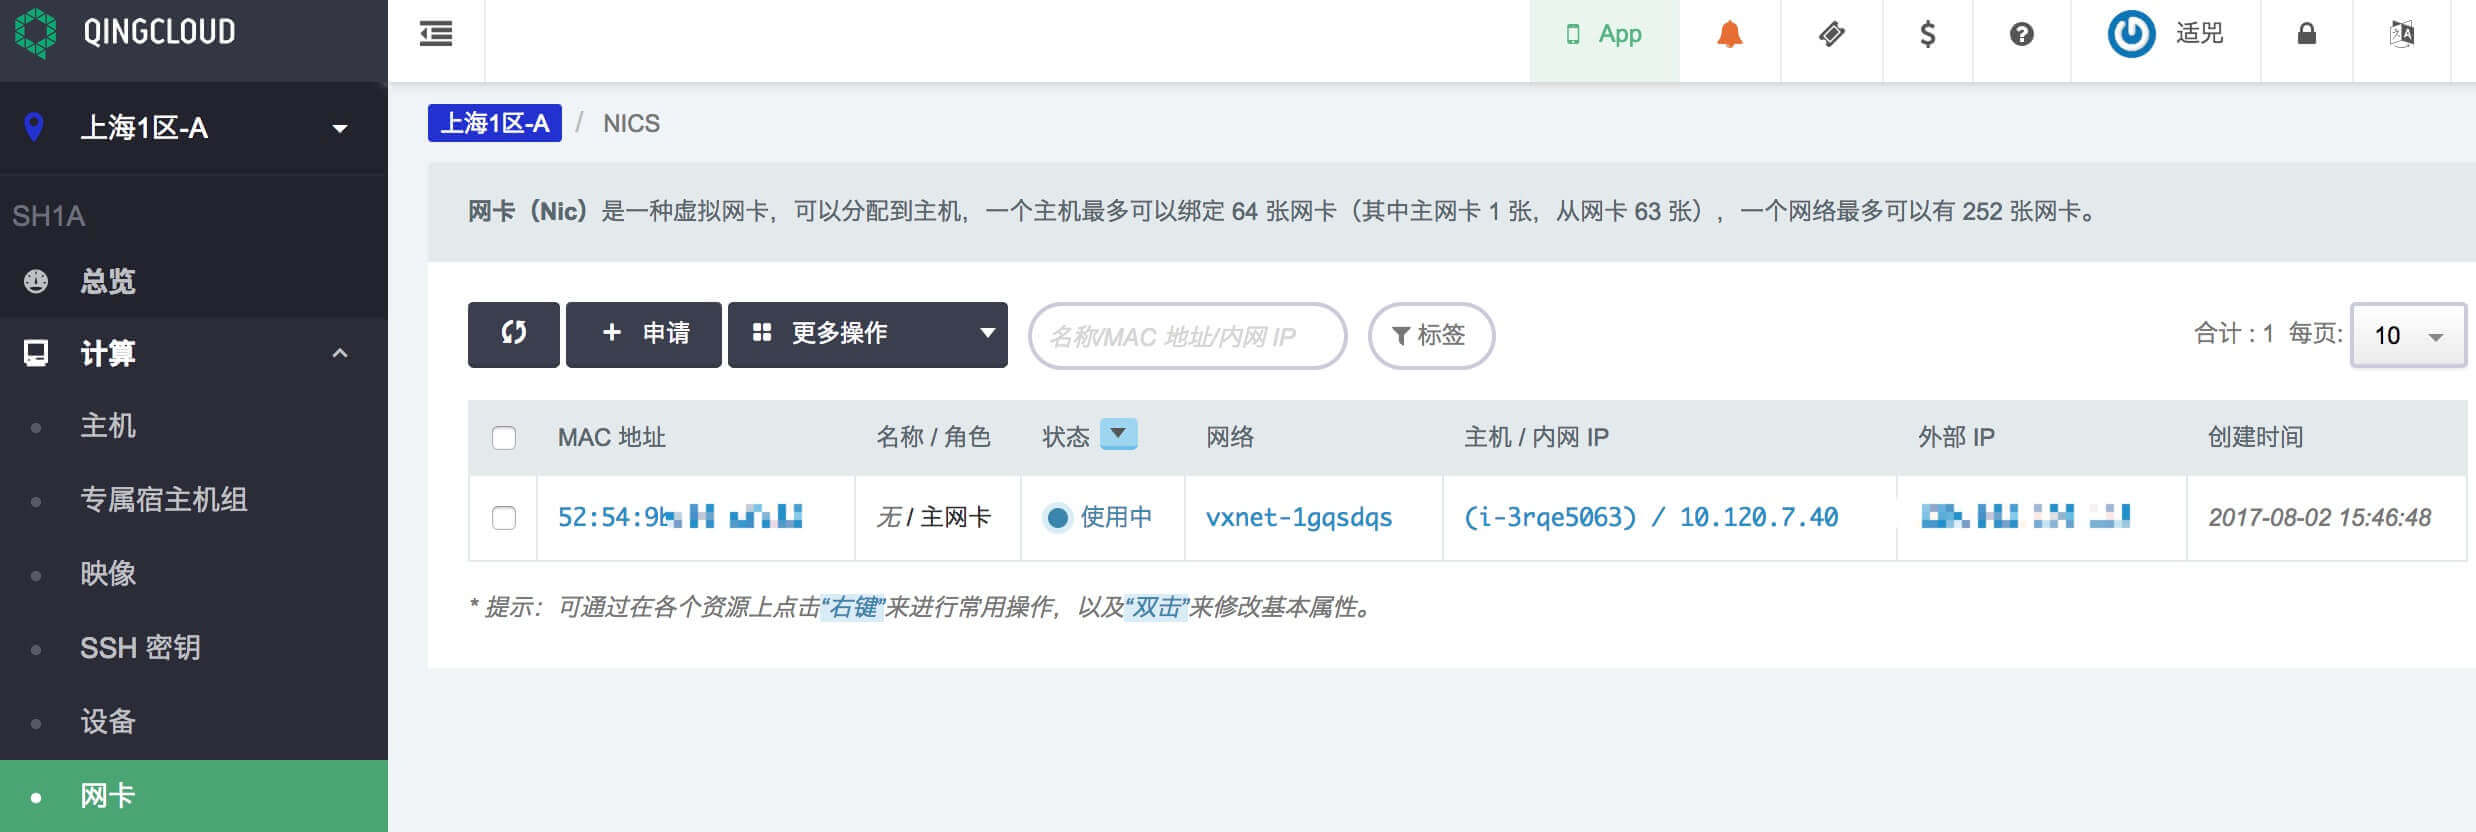 QINGCLOUD
App
适兕
上海1区-A
上海1区-A / NICS
SH1A
网卡（Nic）是一种虚拟网卡，可以分配到主机，一个主机最多可以绑定 64 张网卡（其中主网卡 1 张，从网卡 63 张），一个网络最多可以有 252 张网卡。
总览
计算
申请
更多操作
名称/MAC 地址/内网 IP
标签
合计 : 1 每页: 10
主机
MAC 地址 名称 / 角色 状态 网络 主机 / 内网 IP 外部 IP 创建时间
专属宿主机组
52:54:9 无 / 主网卡 使用中 vxnet-1gqsdqs (i-3rqe5063) / 10.120.7.40 2017-08-02 15:46:48
映像
* 提示：可通过在各个资源上点击“右键”来进行常用操作，以及“双击”来修改基本属性。
SSH 密钥
设备
网卡